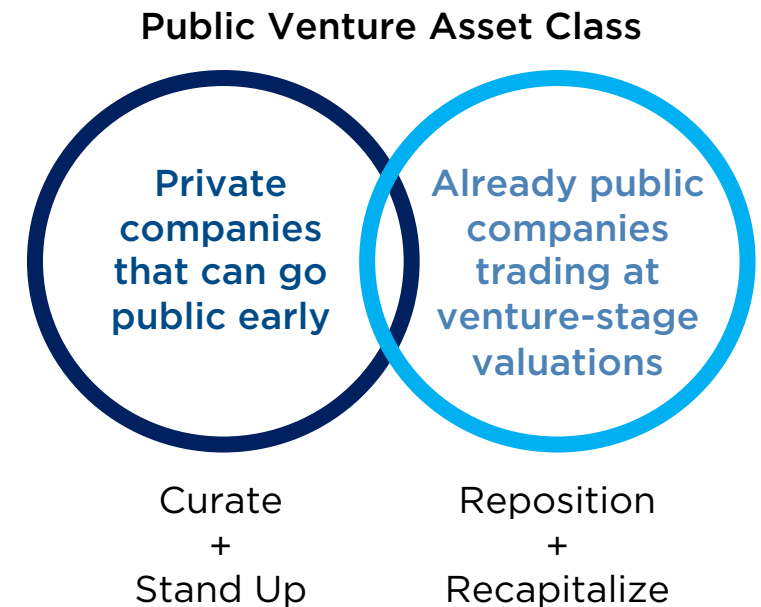 Public Venture Asset Class
Private
companies
that can go
public early
Already public
companies
trading at
venture-stage
valuations
Curate
+
Stand Up
Reposition
+
Recapitalize